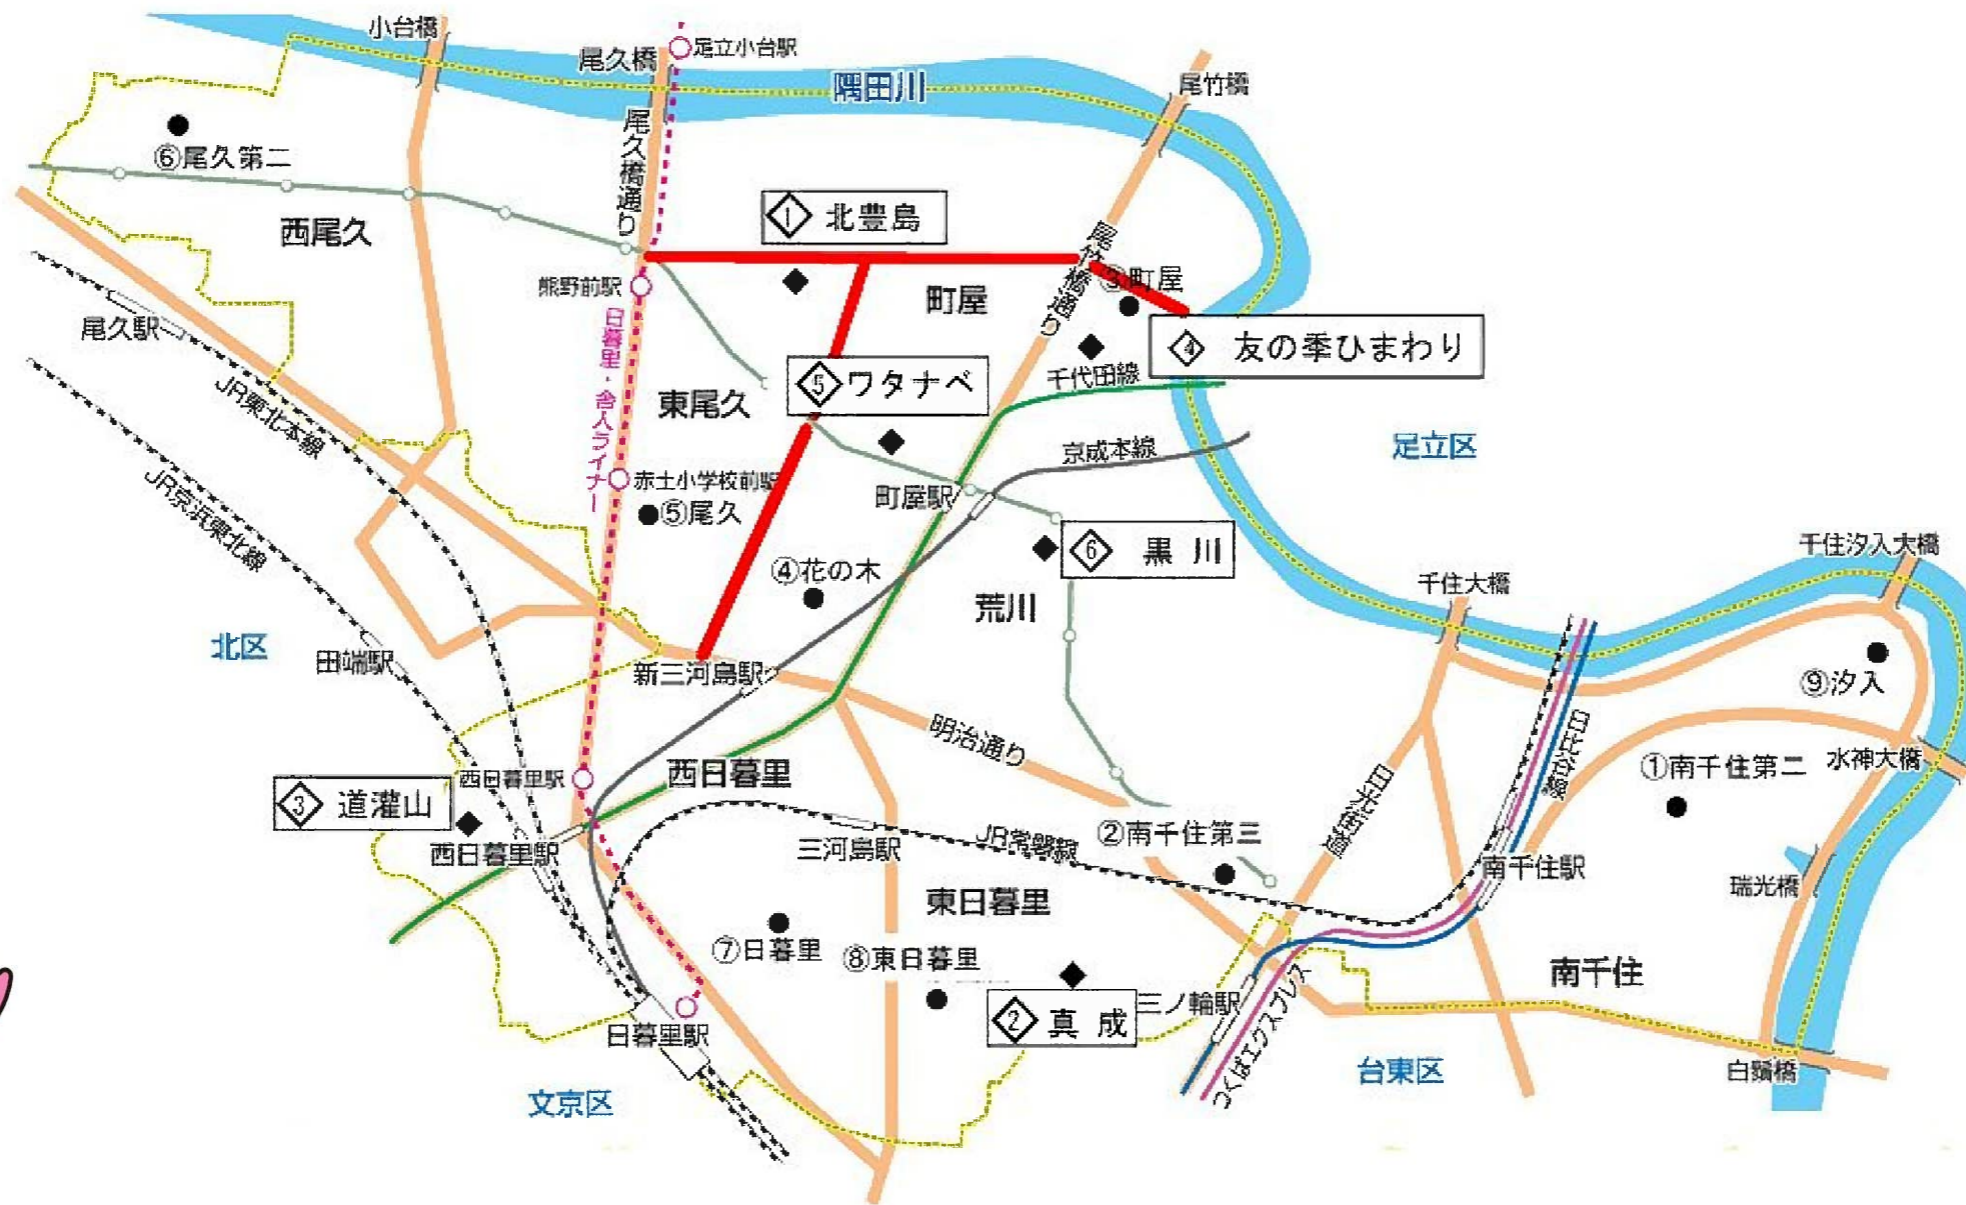 小台橋
尾久橋
足立小台駅
隅田川
尾竹橋
尾久橋通り
⑥尾久第二
西尾久
1 北豊島
尾竹橋通り
③町屋
熊野前駅
町屋
尾久駅
日暮里・舎人ライナー
4 友の季ひまわり
JR東北本線
千代田線
5 ワタナベ
東尾久
京成本線
足立区
JR京浜東北線
赤土小学校前駅
町屋駅
⑤尾久
6 黒川
千住汐入大橋
④花の木
千住大橋
荒川
北区
田端駅
新三河島駅
⑨汐入
明治通り
日比谷線
水神大橋
①南千住第二
西日暮里駅
西日暮里
3 道灌山
日光街道
②南千住第三
西日暮里駅
三河島駅
JR常磐線
南千住駅
瑞光橋
東日暮里
⑦日暮里
⑧東日暮里
南千住
三ノ輪駅
つくばエクスプレス
2 真成
日暮里駅
台東区
白鬚橋
文京区